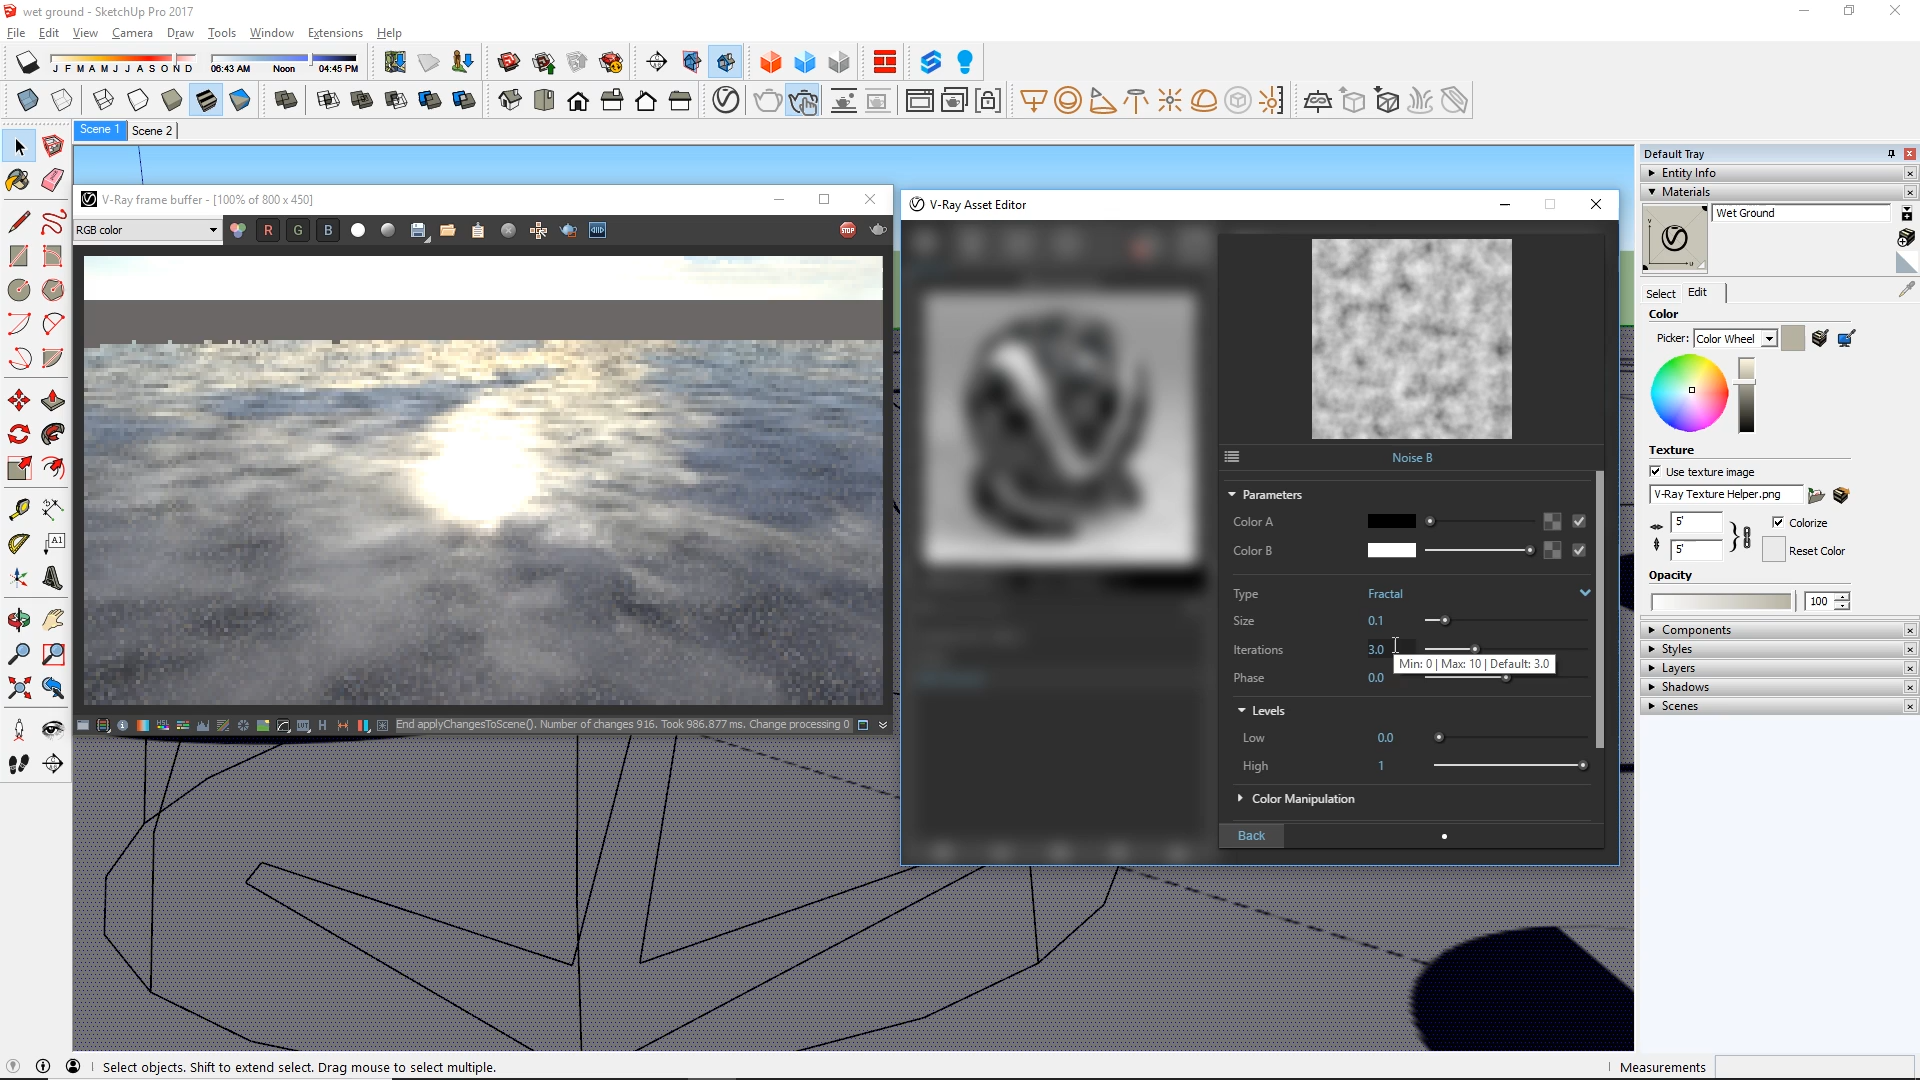 wet ground - SketchUp Pro 2017
File Edit View Camera Draw Tools Window Extensions Help
J F M A M J J A S O N D 06:43 AM Noon 04:45 PM
Scene 1 Scene 2
V-Ray frame buffer - [100% of 800 x 450]
RGB color R G B STOP
End applyChangesToScene(). Number of changes 916. Took 986.877 ms. Change processing 0
V-Ray Asset Editor
Noise B
Parameters
Color A
Color B
Type Fractal
Size 0.1
Iterations 3.0
Min: 0 | Max: 10 | Default: 3.0
Phase 0.0
Levels
Low 0.0
High 1
Color Manipulation
Back
Default Tray
Entity Info
Materials
Wet Ground
Select Edit
Color
Picker: Color Wheel
Texture
Use texture image
V-Ray Texture Helper.png
5' Colorize
5' Reset Color
Opacity
100
Components
Styles
Layers
Shadows
Scenes
A1
Select objects. Shift to extend select. Drag mouse to select multiple.
Measurements